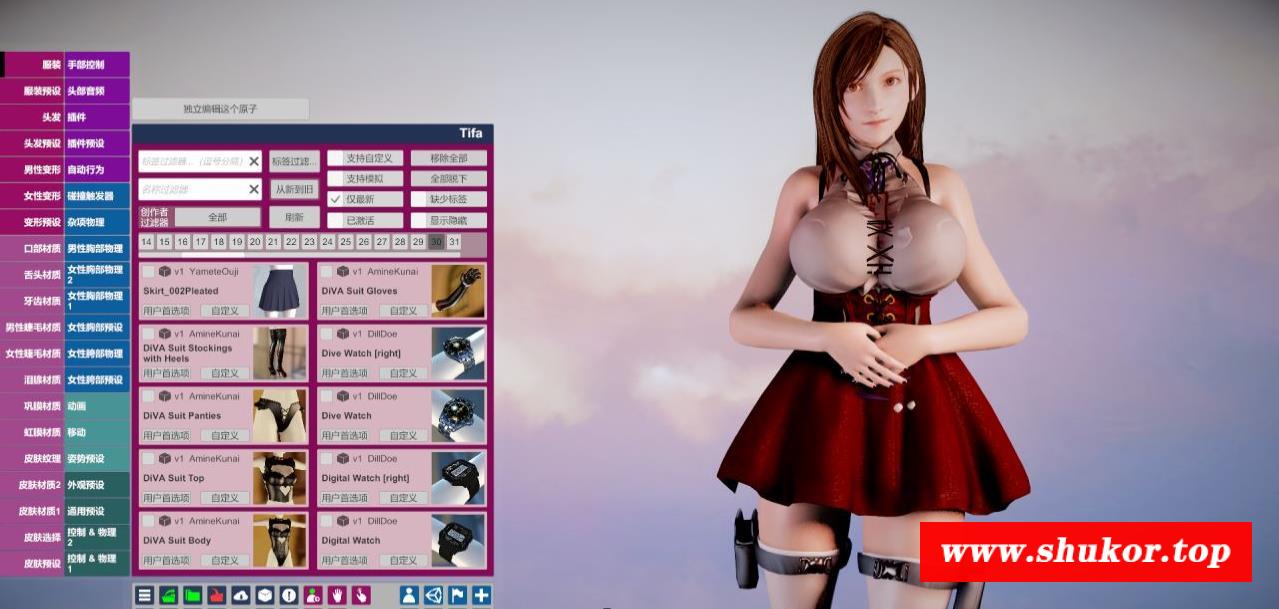 服装
服装预设
头发
头发预设
男性变形
女性变形
变形预设
口部材质
舌头材质
牙齿材质
男性睫毛材质
女性睫毛材质
泪腺材质
巩膜材质
虹膜材质
皮肤纹理
皮肤材质2
皮肤材质1
皮肤选择
皮肤预设
手部控制
头部音频
插件
插件预设
自动行为
碰撞触发器
杂项物理
男性胸部物理
女性胸部物理
2
女性胸部物理
1
女性胸部预设
女性胯部物理
女性胯部预设
动画
移动
姿势预设
外观预设
通用预设
控制 & 物理
2
控制 & 物理
1
独立编辑这个原子
Tifa
标签过滤器... （逗号分隔）
标签过滤...
支持自定义
移除全部
支持模拟
全部脱下
名称过滤器
从新到旧
仅最新
缺少标签
创作者
过滤器
全部
刷新
已激活
显示隐藏
14 15 16 17 18 19 20 21 22 23 24 25 26 27 28 29 30 31
v1 YameteOuji
Skirt_002Pleated
用户首选项 自定义
v1 AmineKunai
DiVA Suit Gloves
用户首选项 自定义
v1 AmineKunai
DiVA Suit Stockings
with Heels
用户首选项 自定义
v1 DillDoe
Dive Watch [right]
用户首选项 自定义
v1 AmineKunai
DiVA Suit Panties
用户首选项 自定义
v1 DillDoe
Dive Watch
用户首选项 自定义
v1 AmineKunai
DiVA Suit Top
用户首选项 自定义
v1 DillDoe
Digital Watch [right]
用户首选项 自定义
v1 AmineKunai
DiVA Suit Body
用户首选项 自定义
v1 DillDoe
Digital Watch
用户首选项 自定义
www.shukor.top